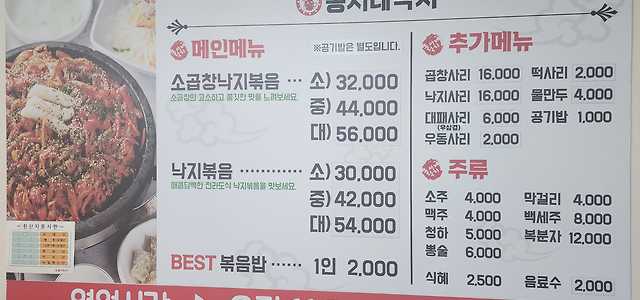 메인메뉴
※공기밥은 별도입니다.
소곱창낙지볶음 ··· 소) 32,000
소곱창의 고소하고 쫄깃한 맛을 느껴보세요.
중) 44,000
대) 56,000
낙지볶음 ············ 소) 30,000
매콤담백한 전라도식 낙지볶음을 맛보세요.
중) 42,000
대) 54,000
BEST 볶음밥 ····· 1인 2,000
추가메뉴
곱창사리 16,000 떡사리 2,000
낙지사리 16,000 물만두 4,000
대패사리 6,000 공기밥 1,000
(우삼겹)
우동사리 2,000
주류
소주 4,000 막걸리 4,000
맥주 4,000 백세주 8,000
청하 5,000 복분자 12,000
뽕술 6,000
식혜 2,500 음료수 2,000